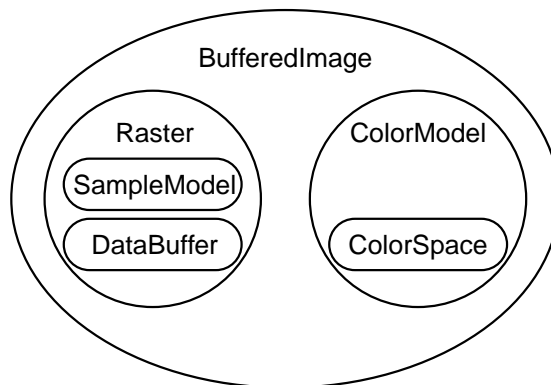 BufferedImage
Raster
SampleModel
DataBuffer
ColorModel
ColorSpace